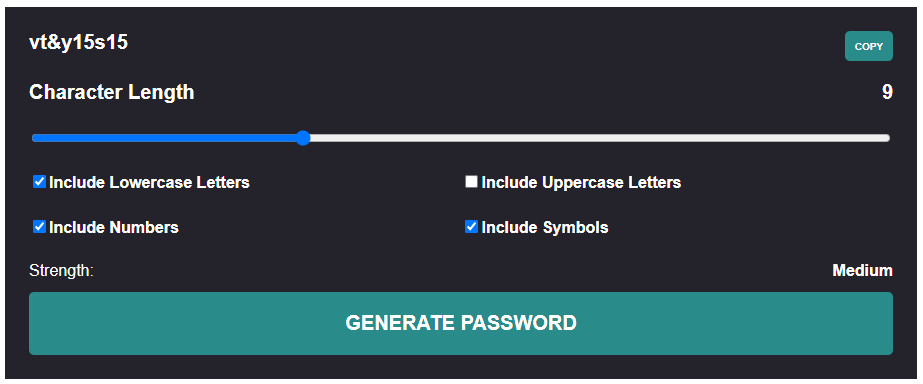 vt&y15s15 COPY
Character Length 9
Include Lowercase Letters Include Uppercase Letters
Include Numbers Include Symbols
Strength: Medium
GENERATE PASSWORD